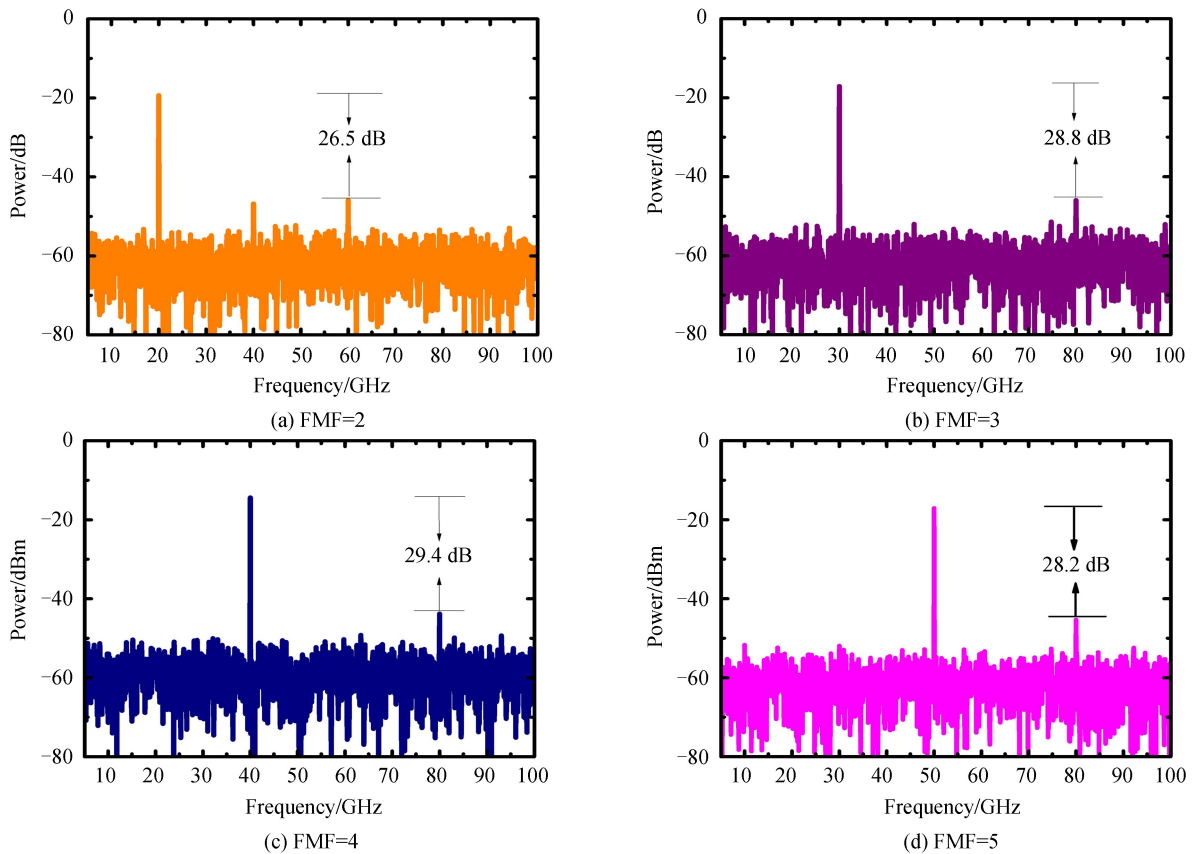 0
−20
−40
−60
−80
Power/dB
26.5 dB
10 20 30 40 50 60 70 80 90 100
Frequency/GHz
(a) FMF=2
0
−20
−40
−60
−80
Power/dB
28.8 dB
10 20 30 40 50 60 70 80 90 100
Frequency/GHz
(b) FMF=3
0
−20
−40
−60
−80
Power/dBm
29.4 dB
10 20 30 40 50 60 70 80 90 100
Frequency/GHz
(c) FMF=4
0
−20
−40
−60
−80
Power/dBm
28.2 dB
10 20 30 40 50 60 70 80 90 100
Frequency/GHz
(d) FMF=5